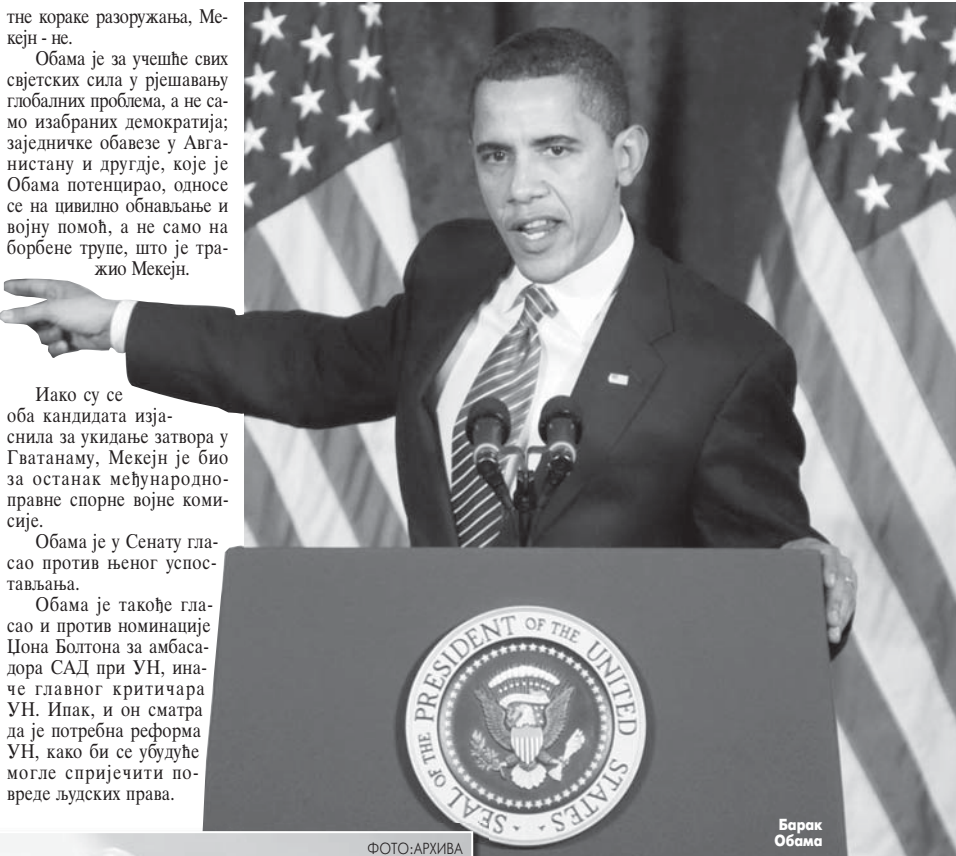 тне кораке разоружања, Ме-
кејн - не.
Обама је за учешће свих
свјетских сила у рјешавању
глобалних проблема, а не са-
мо изабраних демократија;
заједничке обавезе у Авга-
нистану и другдје, које је
Обама потенцирао, односе
се на цивилно обнављање и
војну помоћ, а не само на
борбене трупе, што је тра-
жио Мекејн.
Иако су се
оба кандидата изја-
снила за укидање затвора у
Гватанаму, Мекејн је био
за останак међународно-
правне спорне војне коми-
сије.
Обама је у Сенату гла-
сао против њеног успос-
тављања.
Обама је такође гла-
сао и против номинације
Џона Болтона за амбаса-
дора САД при УН, ина-
че главног критичара
УН. Ипак, и он сматра
да је потребна реформа
УН, како би се убудуће
могле спријечити по-
вреде људских права.
SEAL OF THE PRESIDENT OF THE UNITED STATES
Барак
Обама
ФОТО:АРХИВА